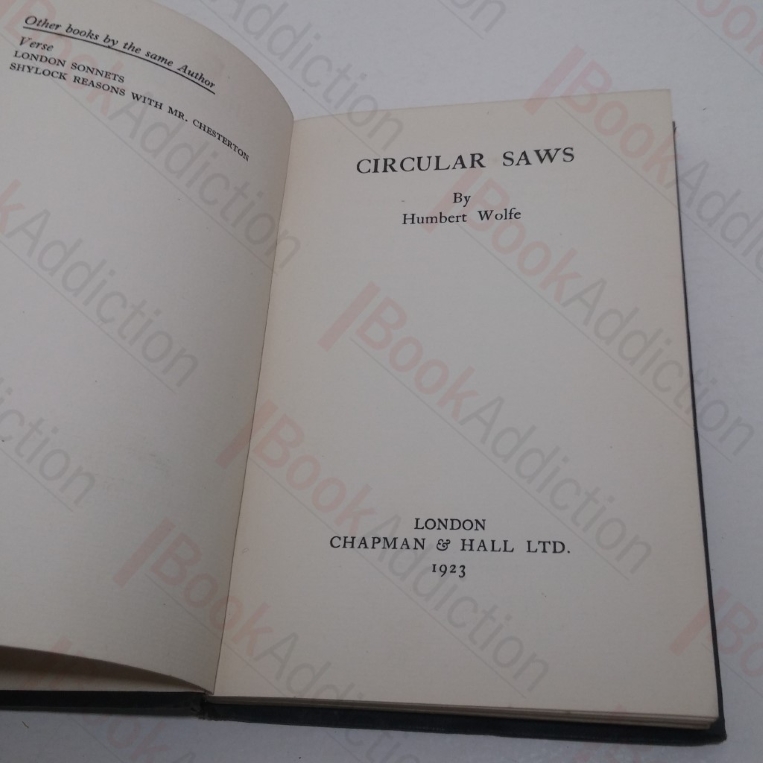 Other books by the same Author
Verse
LONDON SONNETS
SHYLOCK REASONS WITH MR. CHESTERTON
CIRCULAR SAWS
By
Humbert Wolfe
LONDON
CHAPMAN & HALL LTD.
1923
BookAddiction